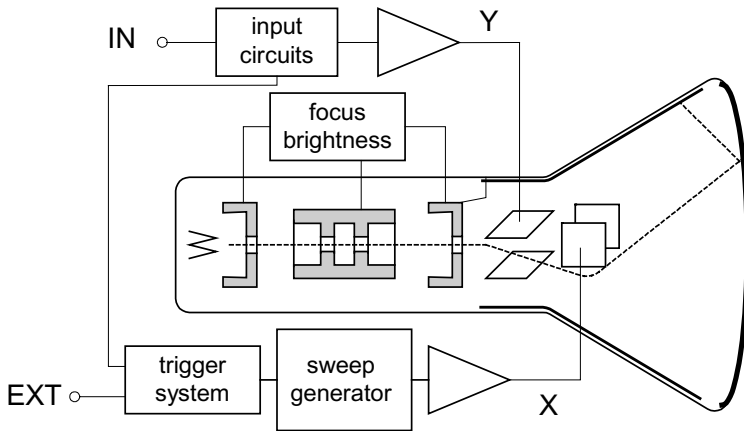 IN
input
circuits
Y
focus
brightness
trigger
system
sweep
generator
EXT
X